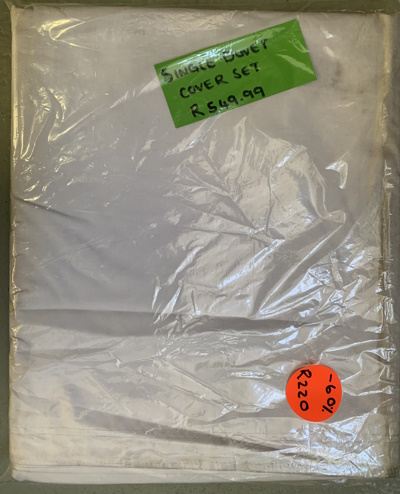 SINGLE DUVET
COVER SET
R549.99
-60%
R220